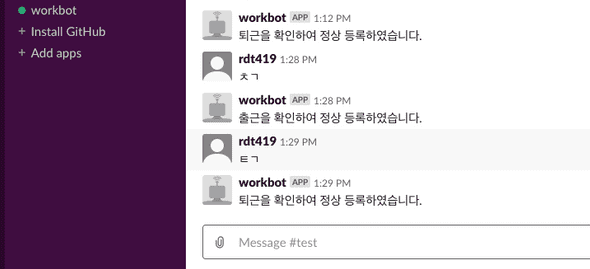 workbot
+ Install GitHub
+ Add apps
workbot APP 1:12 PM
퇴근을 확인하여 정상 등록하였습니다.
rdt419 1:28 PM
ㅊㄱ
workbot APP 1:28 PM
출근을 확인하여 정상 등록하였습니다.
rdt419 1:29 PM
ㅌㄱ
workbot APP 1:29 PM
퇴근을 확인하여 정상 등록하였습니다.
Message #test